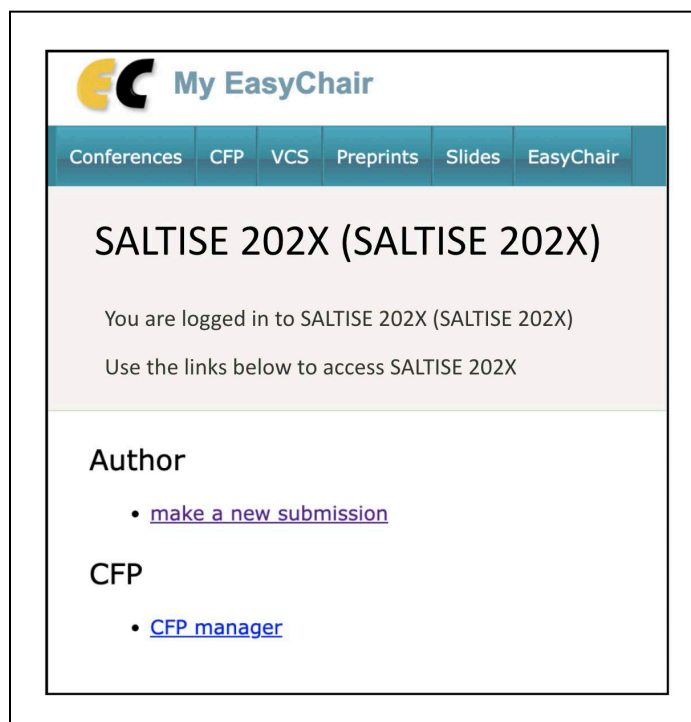 EC My EasyChair
Conferences CFP VCS Preprints Slides EasyChair
SALTISE 202X (SALTISE 202X)
You are logged in to SALTISE 202X (SALTISE 202X)
Use the links below to access SALTISE 202X
Author
• make a new submission
CFP
• CFP manager